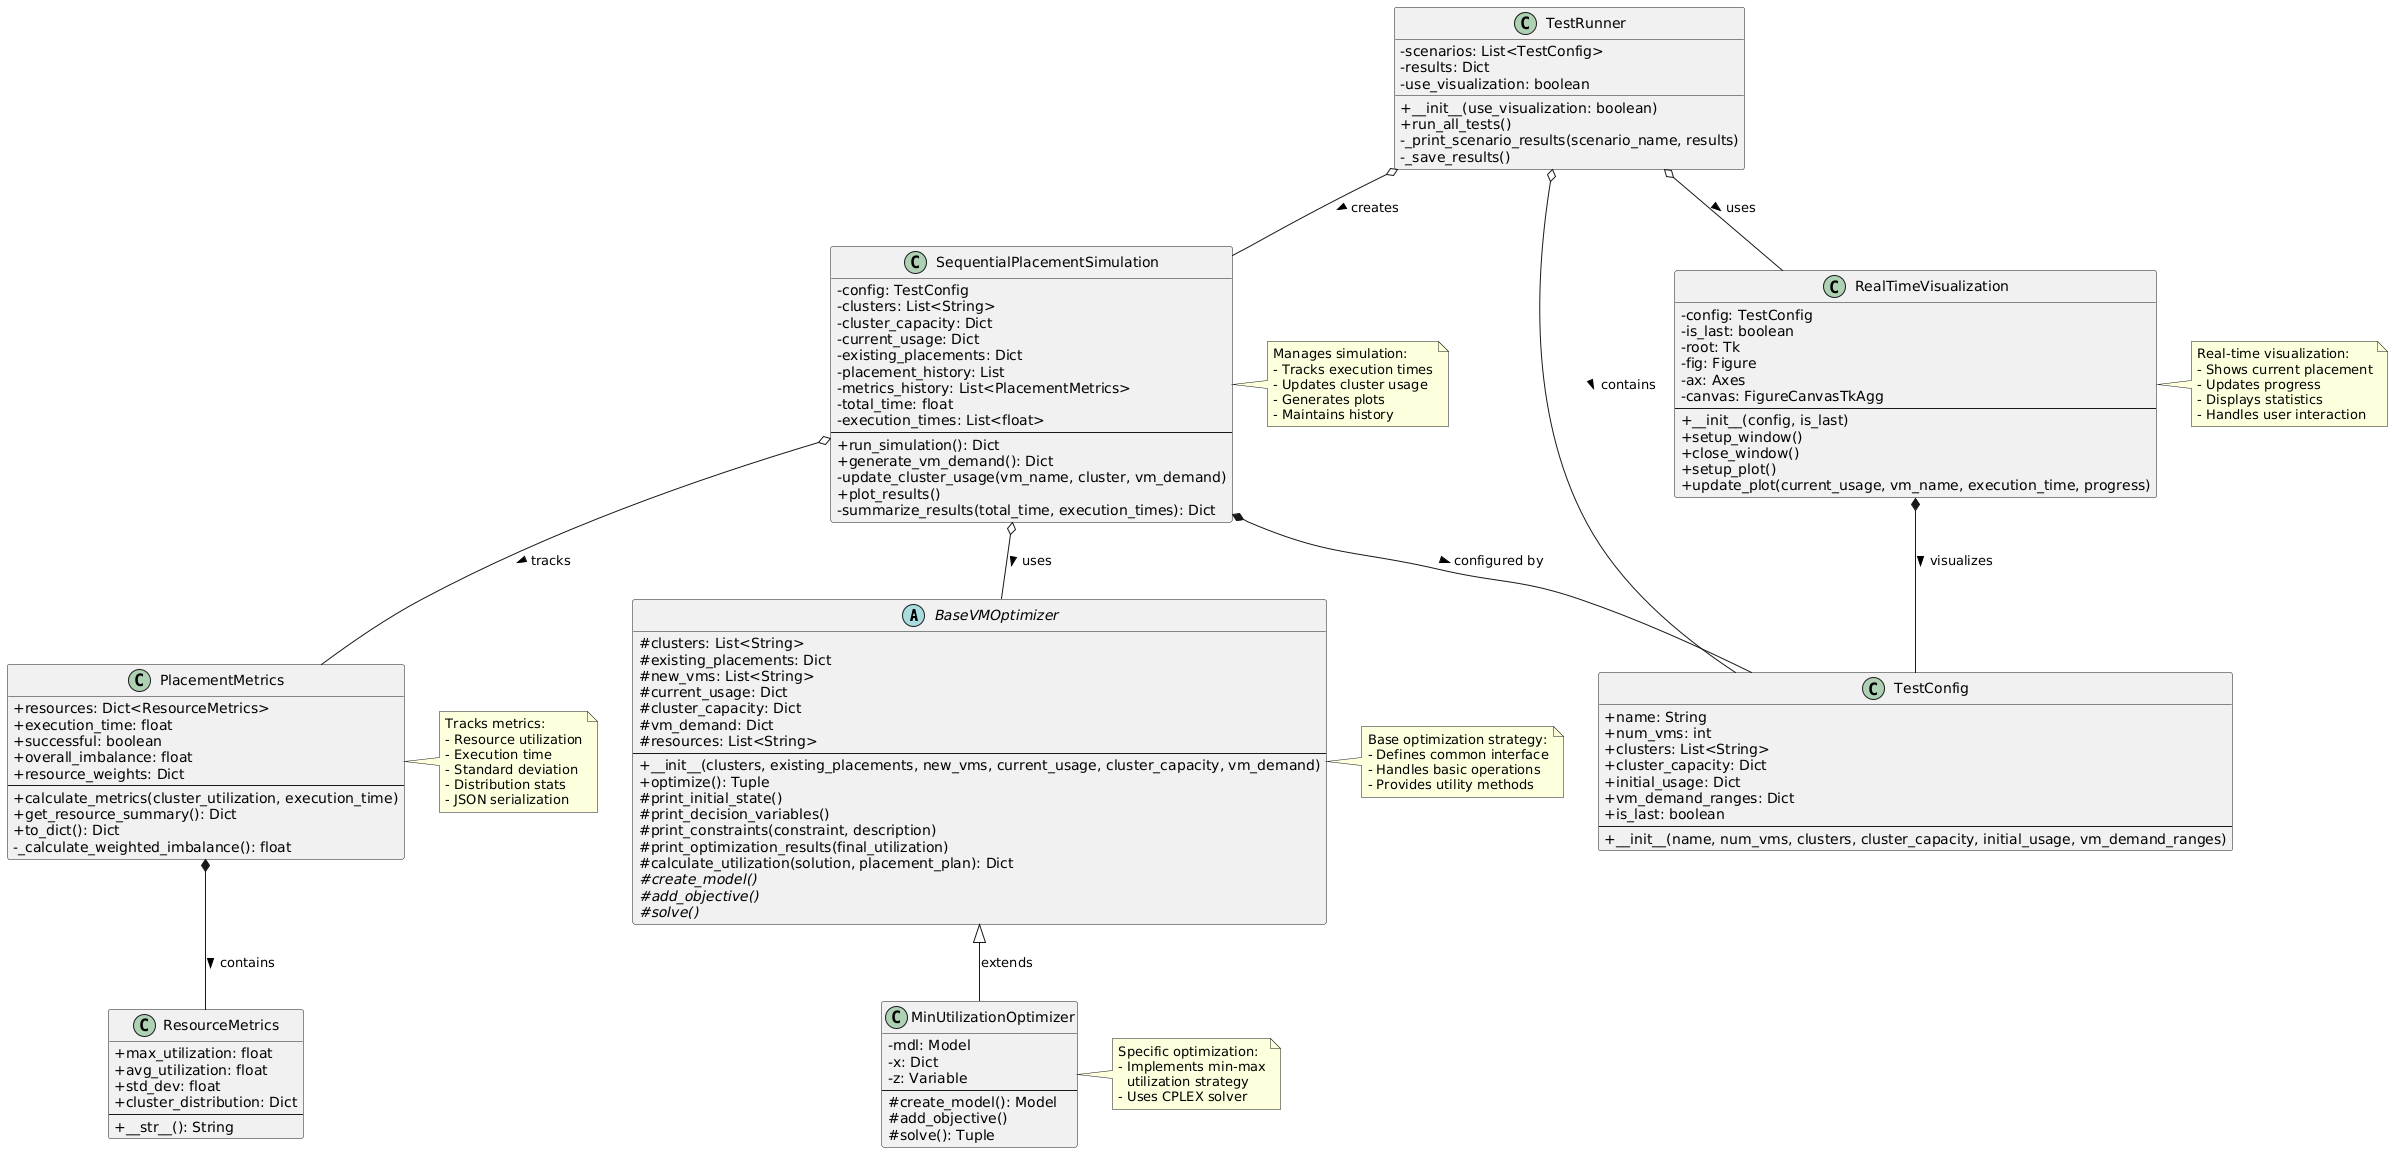 TestRunner
-scenarios: List<TestConfig>
-results: Dict
-use_visualization: boolean
+__init__(use_visualization: boolean)
+run_all_tests()
-_print_scenario_results(scenario_name, results)
-_save_results()
creates
uses
SequentialPlacementSimulation
-config: TestConfig
-clusters: List<String>
-cluster_capacity: Dict
-current_usage: Dict
-existing_placements: Dict
-placement_history: List
-metrics_history: List<PlacementMetrics>
-total_time: float
-execution_times: List<float>
+run_simulation(): Dict
+generate_vm_demand(): Dict
-update_cluster_usage(vm_name, cluster, vm_demand)
+plot_results()
-summarize_results(total_time, execution_times): Dict
Manages simulation:
- Tracks execution times
- Updates cluster usage
- Generates plots
- Maintains history
contains
RealTimeVisualization
-config: TestConfig
-is_last: boolean
-root: Tk
-fig: Figure
-ax: Axes
-canvas: FigureCanvasTkAgg
+__init__(config, is_last)
+setup_window()
+close_window()
+setup_plot()
+update_plot(current_usage, vm_name, execution_time, progress)
Real-time visualization:
- Shows current placement
- Updates progress
- Displays statistics
- Handles user interaction
tracks
uses
configured by
visualizes
PlacementMetrics
+resources: Dict<ResourceMetrics>
+execution_time: float
+successful: boolean
+overall_imbalance: float
+resource_weights: Dict
+calculate_metrics(cluster_utilization, execution_time)
+get_resource_summary(): Dict
+to_dict(): Dict
-_calculate_weighted_imbalance(): float
Tracks metrics:
- Resource utilization
- Execution time
- Standard deviation
- Distribution stats
- JSON serialization
BaseVMOptimizer
#clusters: List<String>
#existing_placements: Dict
#new_vms: List<String>
#current_usage: Dict
#cluster_capacity: Dict
#vm_demand: Dict
#resources: List<String>
+__init__(clusters, existing_placements, new_vms, current_usage, cluster_capacity, vm_demand)
+optimize(): Tuple
#print_initial_state()
#print_decision_variables()
#print_constraints(constraint, description)
#print_optimization_results(final_utilization)
#calculate_utilization(solution, placement_plan): Dict
#create_model()
#add_objective()
#solve()
Base optimization strategy:
- Defines common interface
- Handles basic operations
- Provides utility methods
TestConfig
+name: String
+num_vms: int
+clusters: List<String>
+cluster_capacity: Dict
+initial_usage: Dict
+vm_demand_ranges: Dict
+is_last: boolean
+__init__(name, num_vms, clusters, cluster_capacity, initial_usage, vm_demand_ranges)
contains
extends
ResourceMetrics
+max_utilization: float
+avg_utilization: float
+std_dev: float
+cluster_distribution: Dict
+__str__(): String
MinUtilizationOptimizer
-mdl: Model
-x: Dict
-z: Variable
#create_model(): Model
#add_objective()
#solve(): Tuple
Specific optimization:
- Implements min-max
utilization strategy
- Uses CPLEX solver